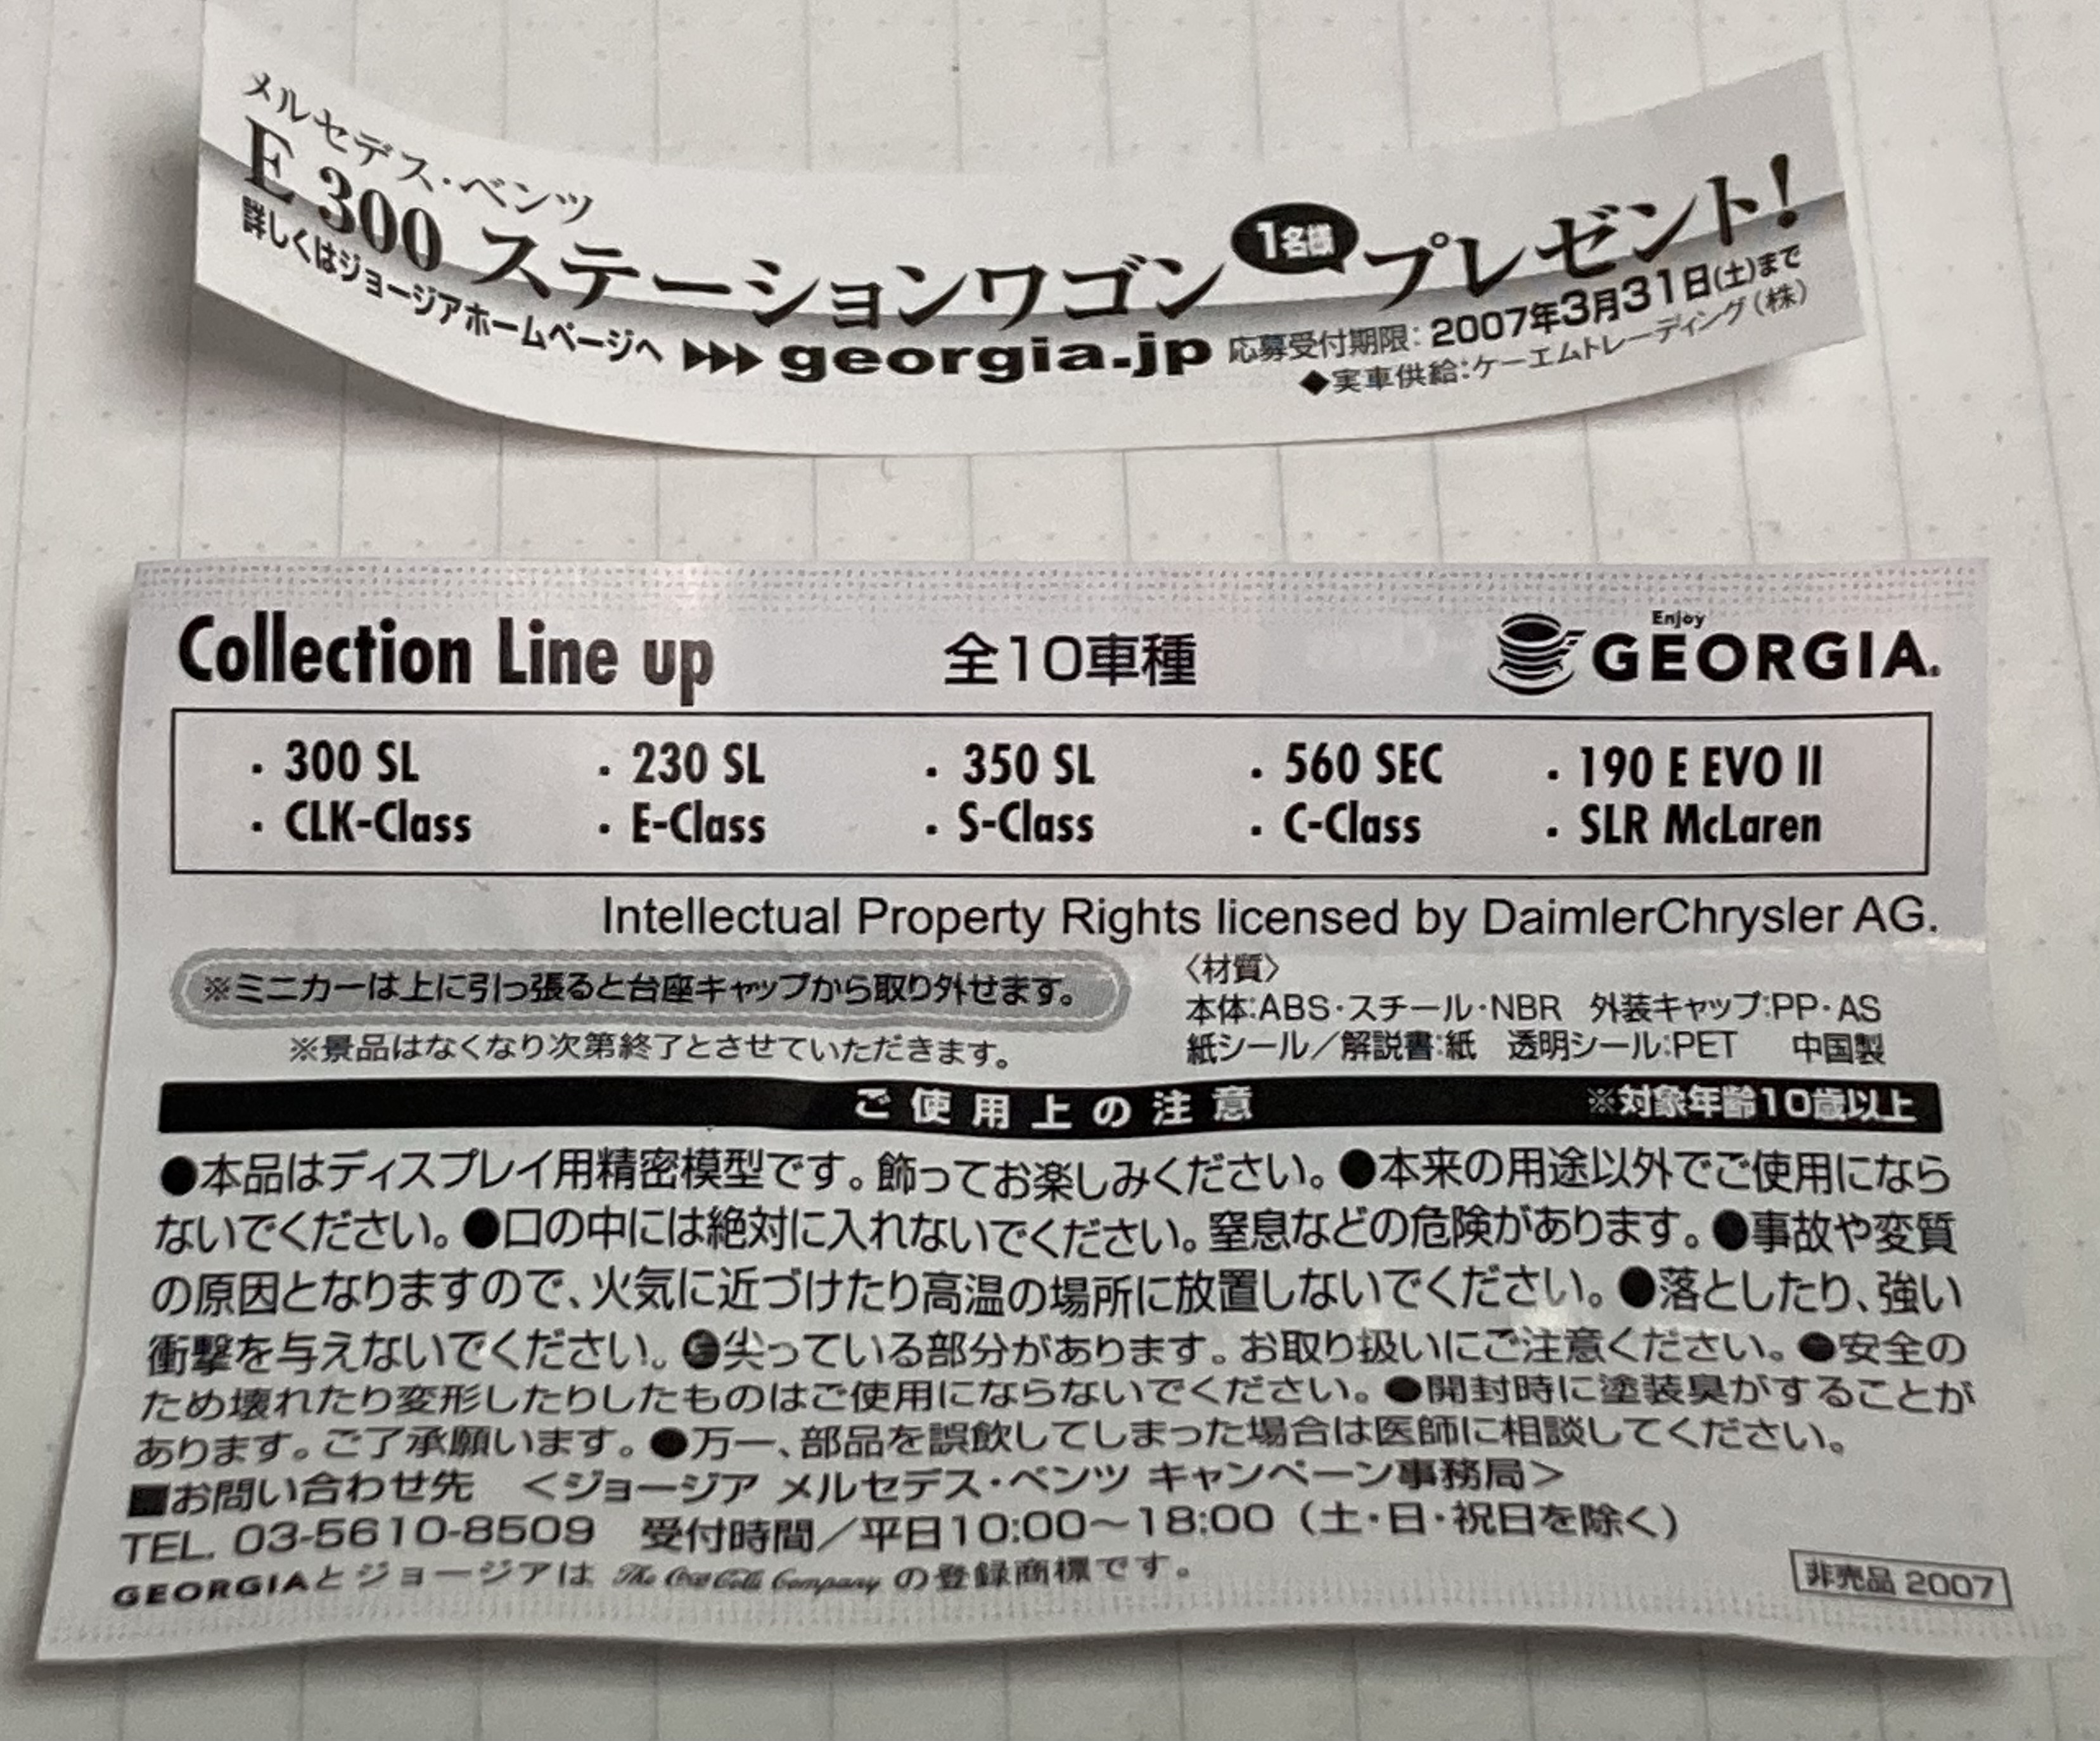 メルセデス・ベンツ
E 300 ステーションワゴン 1名様 プレゼント!
詳しくはジョージアホームページへ ▶▶▶ georgia.jp 応募受付期限: 2007年3月31日(土)まで
◆実車供給:ケーエムトレーディング(株)
Collection Line up 全10車種 Enjoy GEORGIA.
・300 SL ・230 SL ・350 SL ・560 SEC ・190 E EVO II
・CLK-Class ・E-Class ・S-Class ・C-Class ・SLR McLaren
Intellectual Property Rights licensed by DaimlerChrysler AG.
※ミニカーは上に引っ張ると台座キャップから取り外せます。
※景品はなくなり次第終了とさせていただきます。
〈材質〉
本体:ABS・スチール・NBR 外装キャップ:PP・AS
紙シール/解説書:紙 透明シール:PET 中国製
ご使用上の注意 ※対象年齢10歳以上
●本品はディスプレイ用精密模型です。飾ってお楽しみください。●本来の用途以外でご使用になら
ないでください。●口の中には絶対に入れないでください。窒息などの危険があります。●事故や変質
の原因となりますので、火気に近づけたり高温の場所に放置しないでください。●落としたり、強い
衝撃を与えないでください。●尖っている部分があります。お取り扱いにご注意ください。●安全の
ため壊れたり変形したりしたものはご使用にならないでください。●開封時に塗装臭がすることが
あります。ご了承願います。●万一、部品を誤飲してしまった場合は医師に相談してください。
■お問い合わせ先 <ジョージア メルセデス・ベンツ キャンペーン事務局>
TEL. 03-5610-8509 受付時間/平日10:00〜18:00(土・日・祝日を除く)
GEORGIAとジョージアは The Coca-Cola Company の登録商標です。
非売品 2007